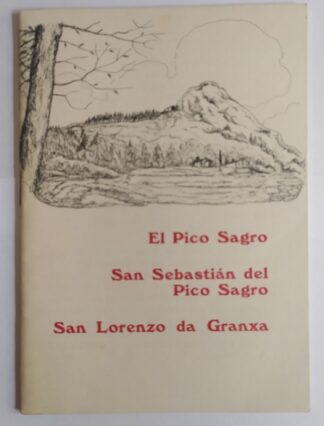 El Pico Sagro
San Sebastián del
Pico Sagro
San Lorenzo da Granxa